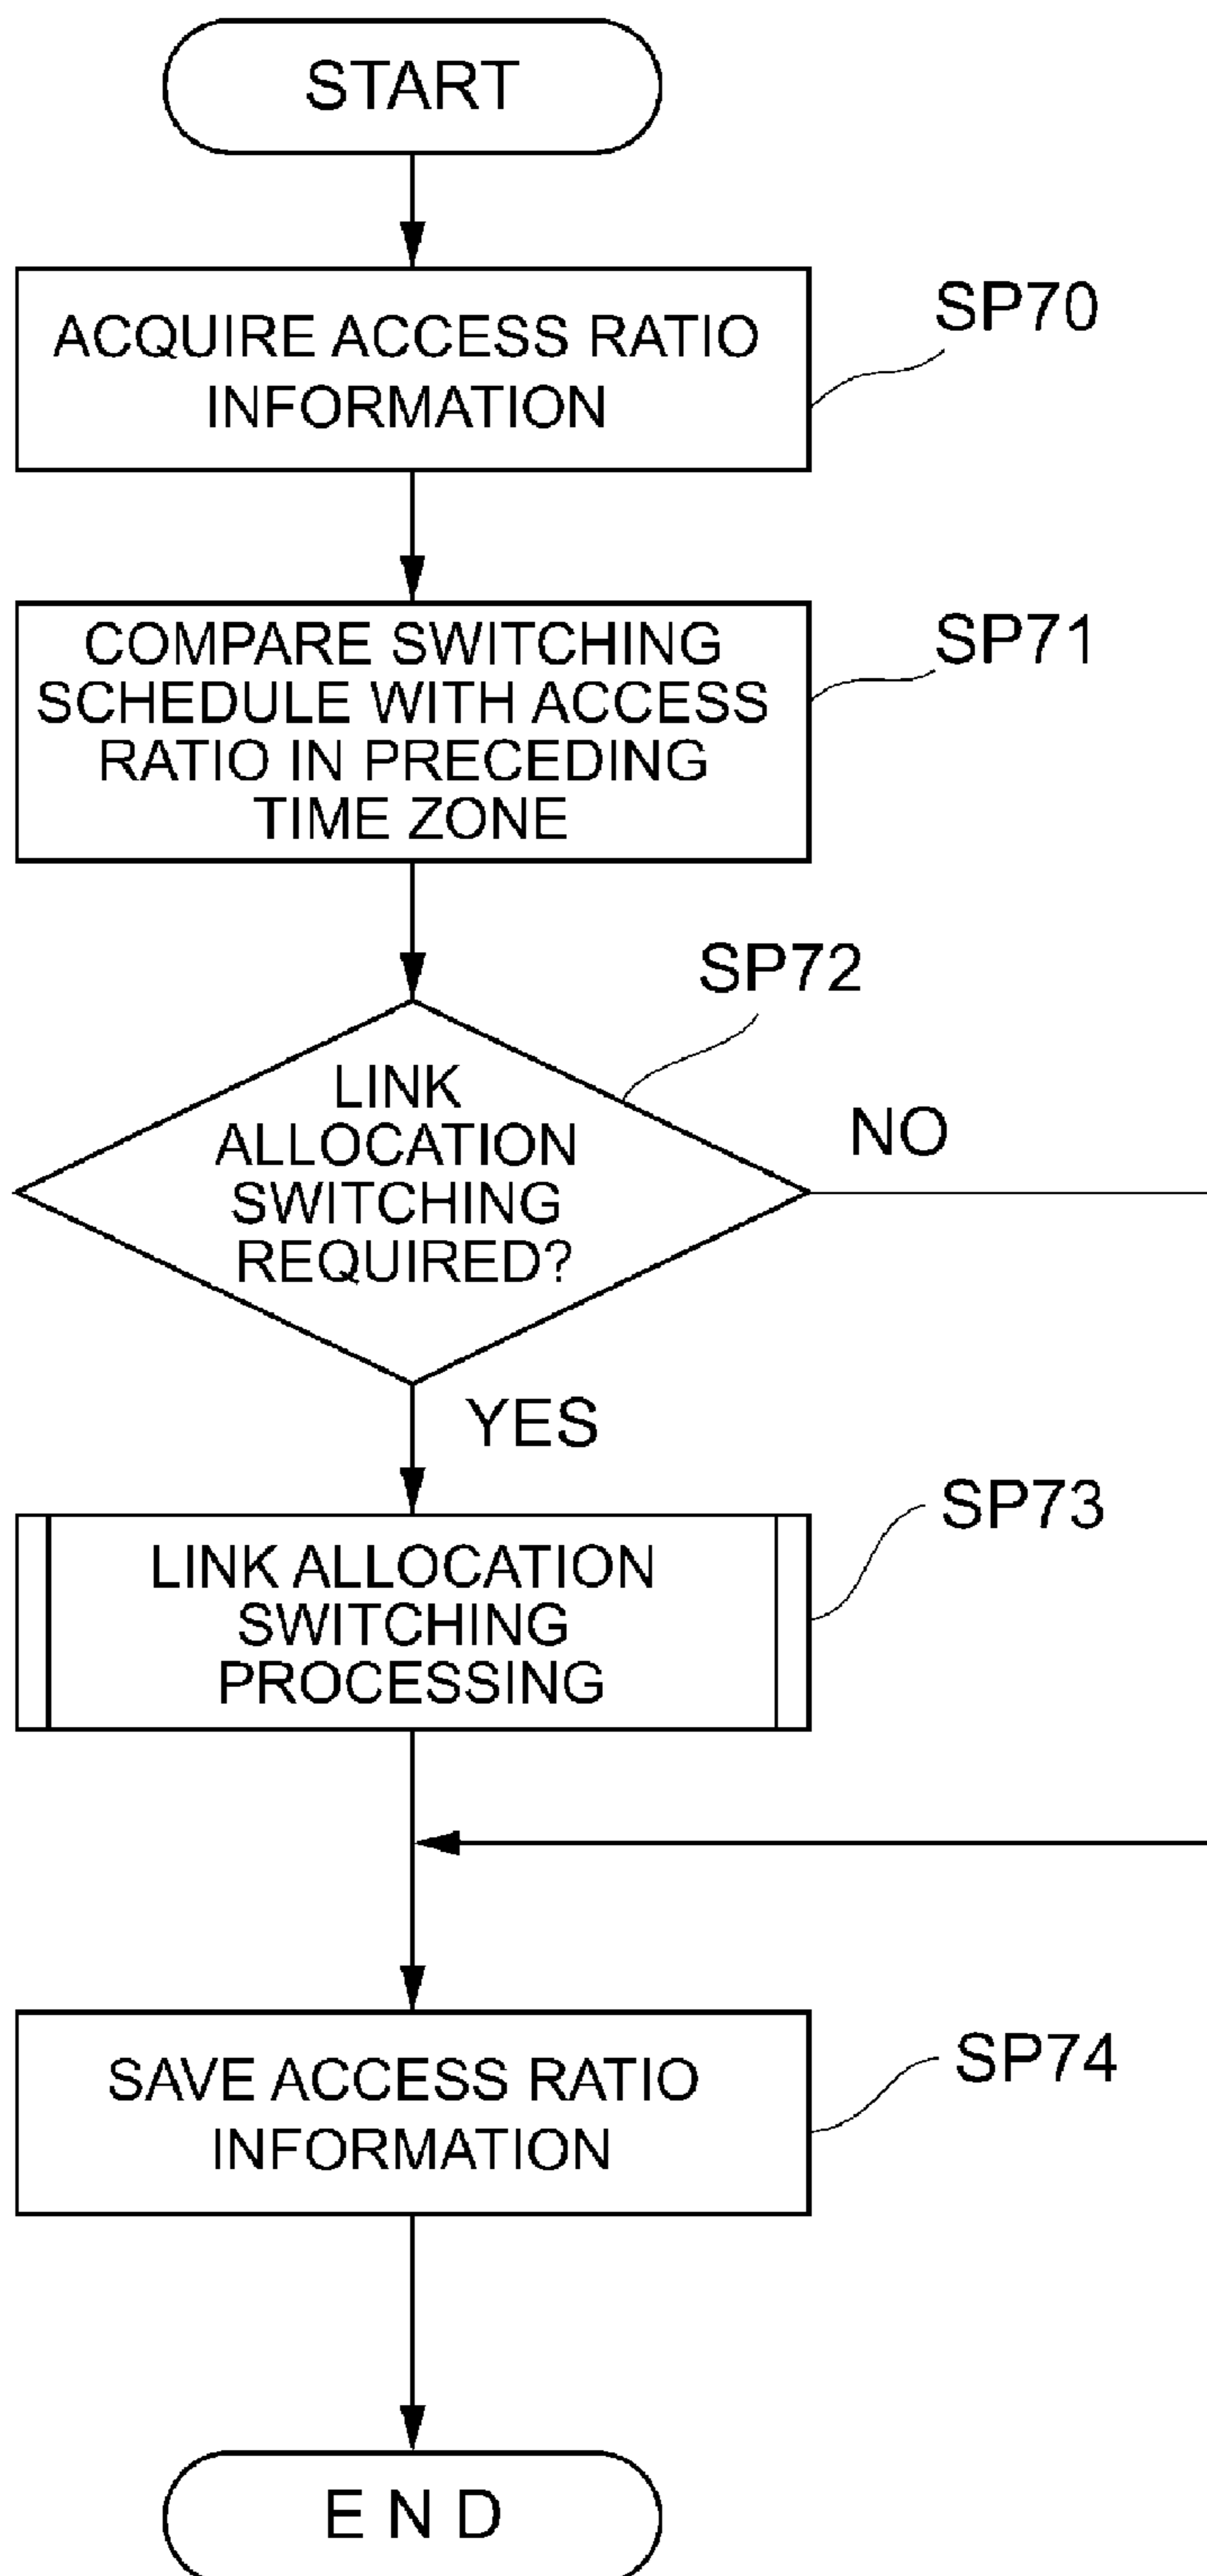 START
ACQUIRE ACCESS RATIO
INFORMATION
SP70
COMPARE SWITCHING
SCHEDULE WITH ACCESS
RATIO IN PRECEDING
TIME ZONE
SP71
SP72
LINK
ALLOCATION
SWITCHING
REQUIRED?
NO
YES
SP73
LINK ALLOCATION
SWITCHING
PROCESSING
SAVE ACCESS RATIO
INFORMATION
SP74
E N D